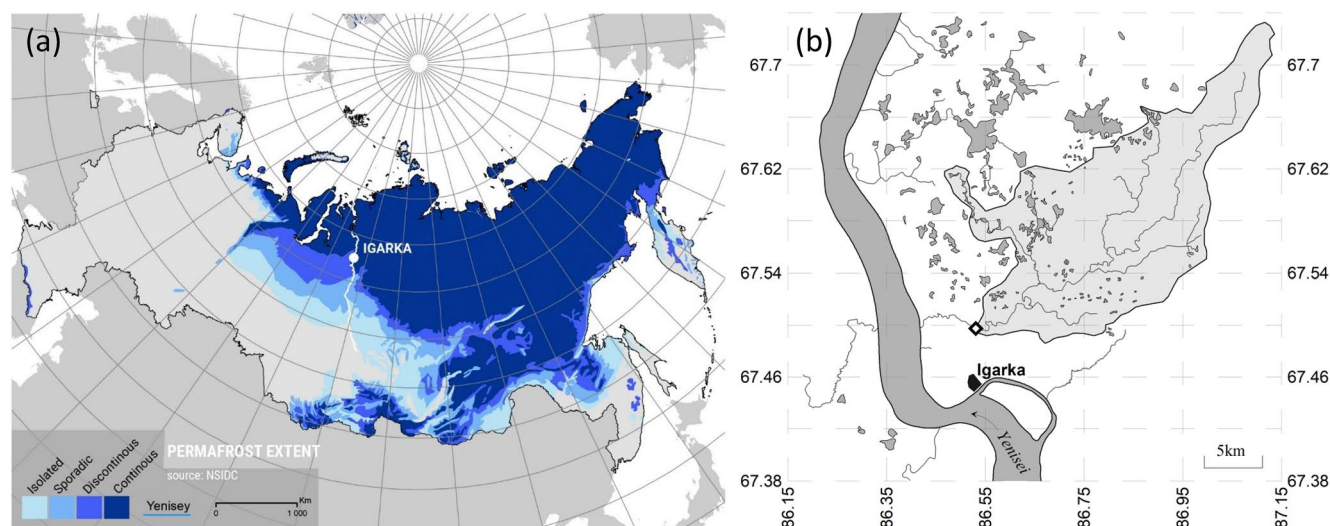 (a)
IGARKA
PERMAFROST EXTENT
source: NSIDC
Isolated
Sporadic
Discontinous
Continous
Yenisey
Km
0
1 000
(b)
67.7
67.7
67.62
67.62
67.54
67.54
67.46
67.46
67.38
67.38
Igarka
Yenisei
5km
86.15
86.35
86.55
86.75
86.95
87.15